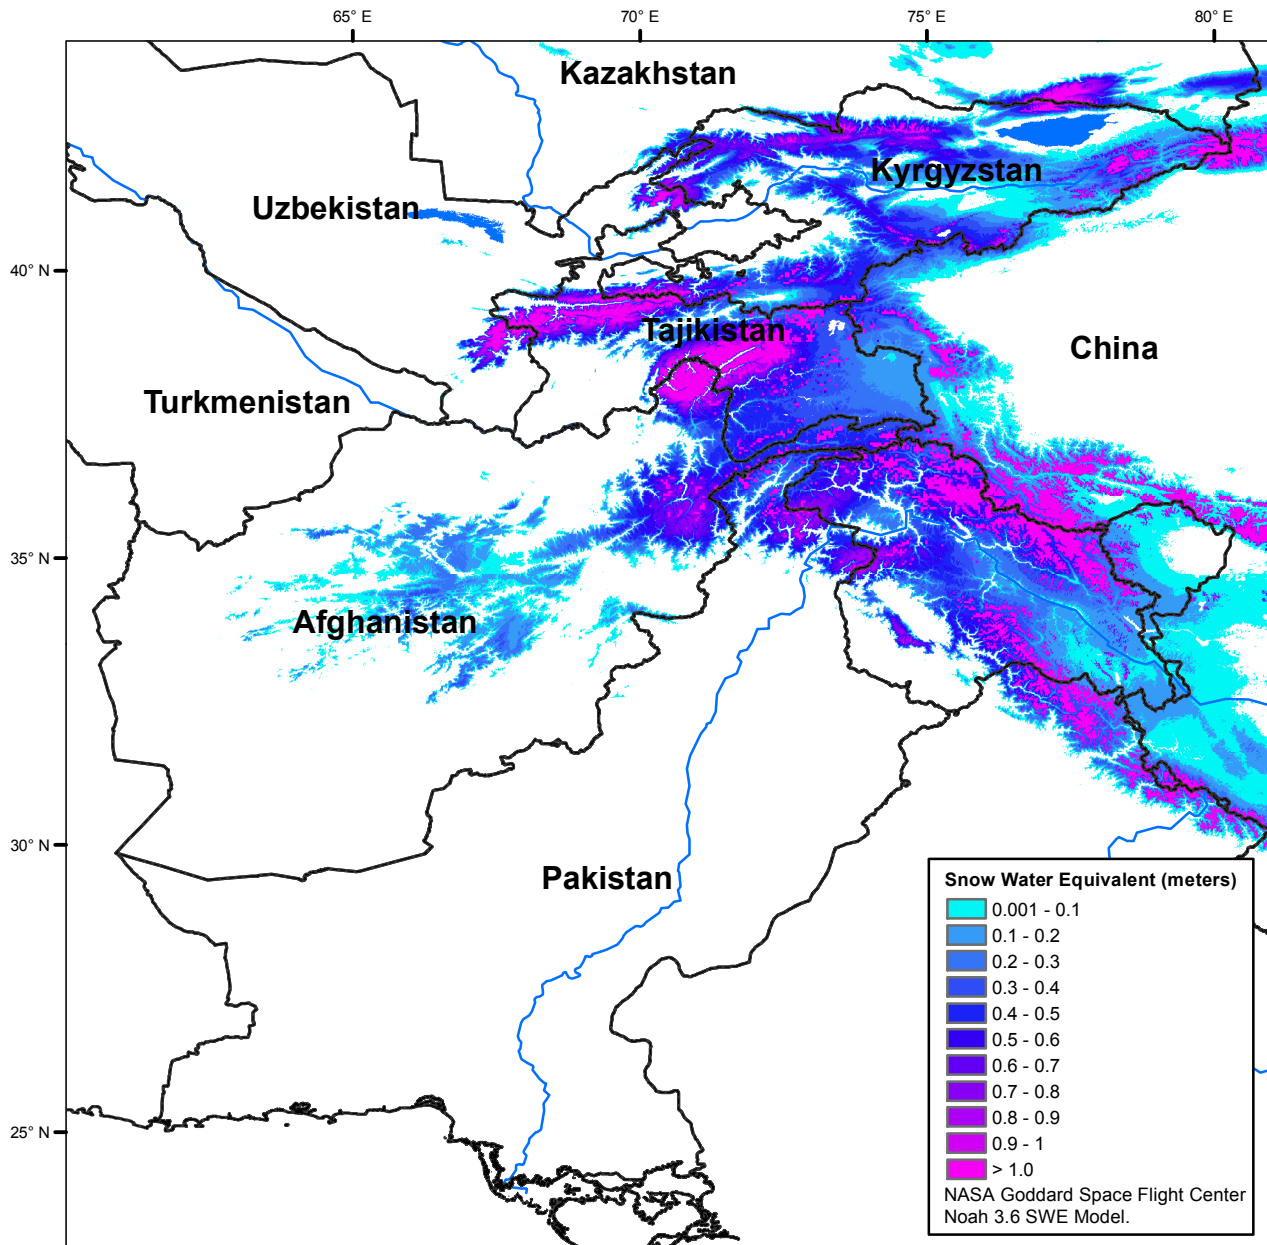 65° E
70° E
75° E
80° E
Kazakhstan
Kyrgyzstan
Uzbekistan
40° N
Tajikistan
China
Turkmenistan
35° N
Afghanistan
30° N
Pakistan
25° N
Snow Water Equivalent (meters)
0.001 - 0.1
0.1 - 0.2
0.2 - 0.3
0.3 - 0.4
0.4 - 0.5
0.5 - 0.6
0.6 - 0.7
0.7 - 0.8
0.8 - 0.9
0.9 - 1
> 1.0
NASA Goddard Space Flight Center
Noah 3.6 SWE Model.